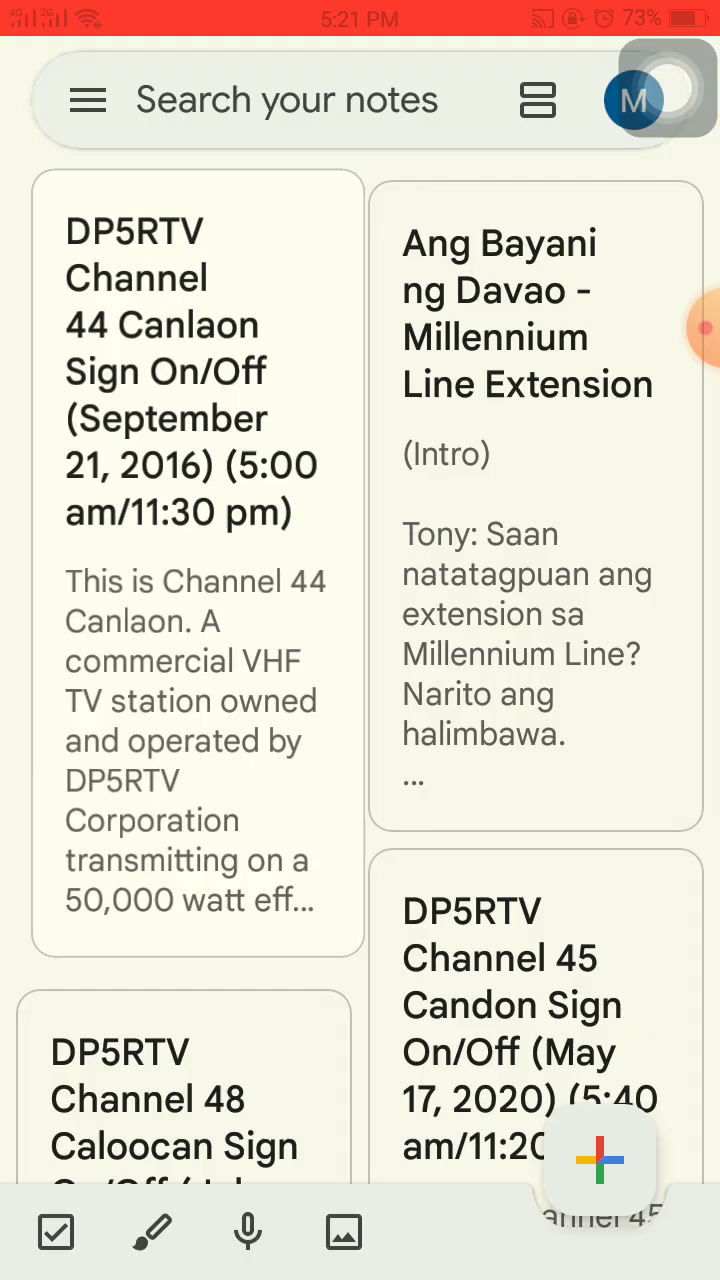 4G 2G 5:21 PM 73%
Search your notes
M
DP5RTV
Channel
44 Canlaon
Sign On/Off
(September
21, 2016) (5:00
am/11:30 pm)
This is Channel 44
Canlaon. A
commercial VHF
TV station owned
and operated by
DP5RTV
Corporation
transmitting on a
50,000 watt eff...
Ang Bayani
ng Davao -
Millennium
Line Extension
(Intro)
Tony: Saan
natatagpuan ang
extension sa
Millennium Line?
Narito ang
halimbawa.
...
DP5RTV
Channel 48
Caloocan Sign
DP5RTV
Channel 45
Candon Sign
On/Off (May
17, 2020) (5:40